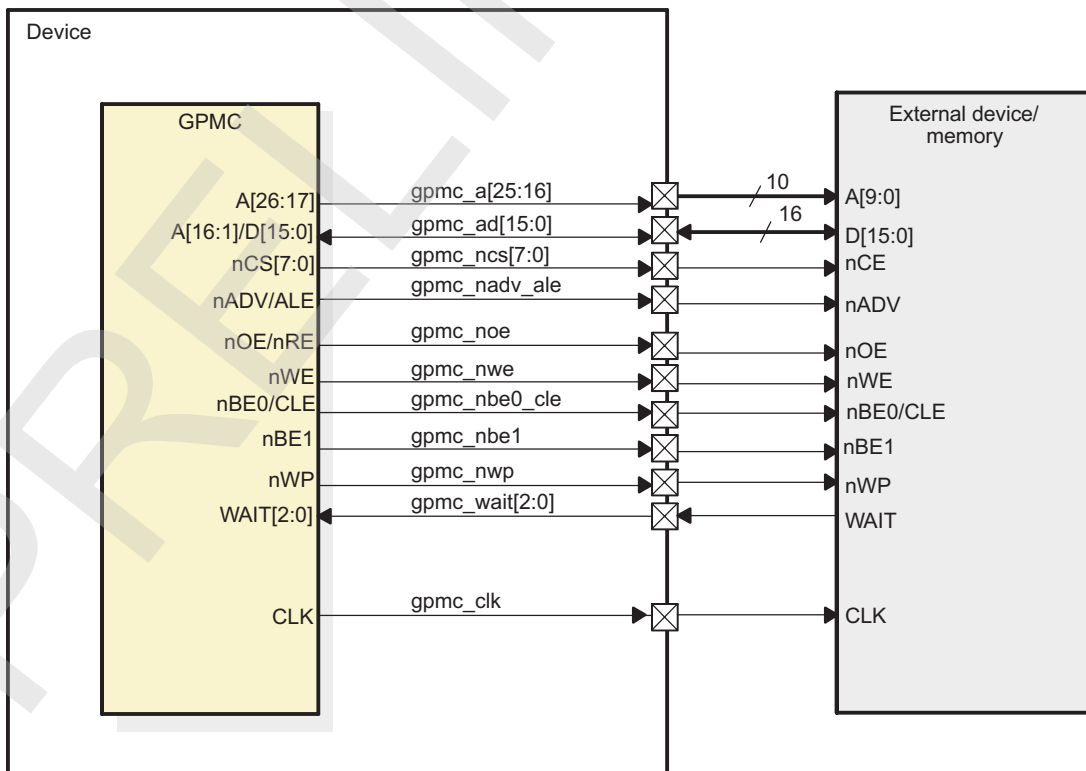 Device
GPMC
External device/
memory
A[26:17]
gpmc_a[25:16]
10
A[9:0]
A[16:1]/D[15:0]
gpmc_ad[15:0]
16
D[15:0]
nCS[7:0]
gpmc_ncs[7:0]
nCE
nADV/ALE
gpmc_nadv_ale
nADV
nOE/nRE
gpmc_noe
nOE
nWE
gpmc_nwe
nWE
nBE0/CLE
gpmc_nbe0_cle
nBE0/CLE
nBE1
gpmc_nbe1
nBE1
nWP
gpmc_nwp
nWP
WAIT[2:0]
gpmc_wait[2:0]
WAIT
CLK
gpmc_clk
CLK